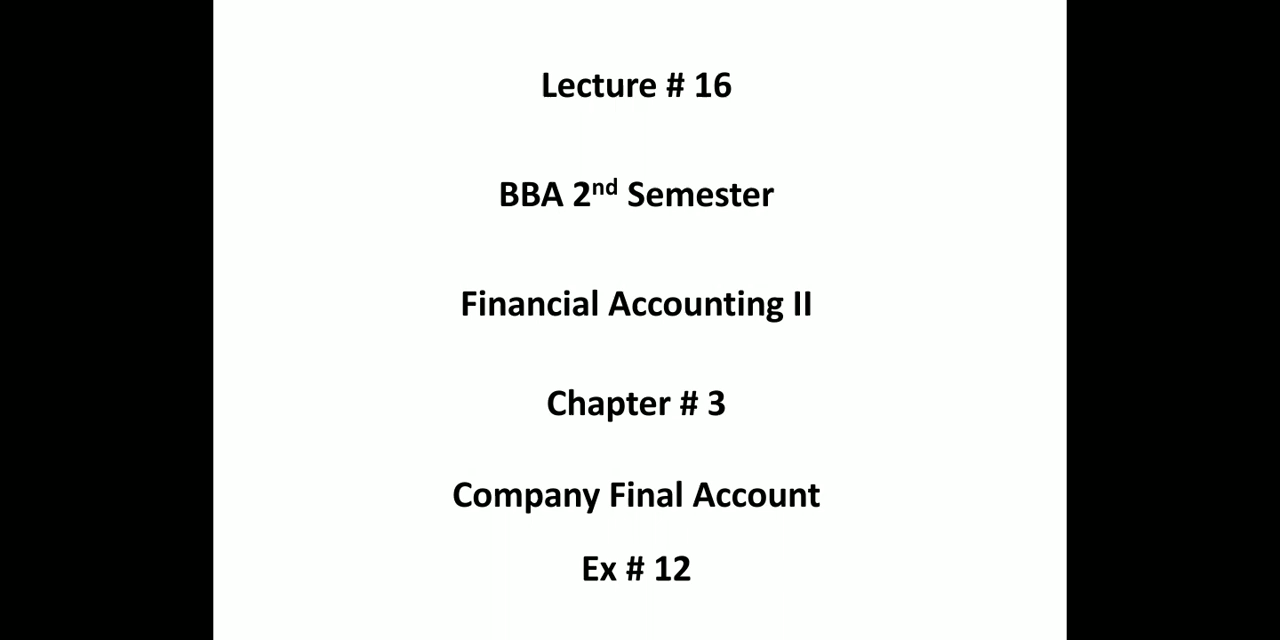 Lecture # 16
BBA 2nd Semester
Financial Accounting II
Chapter # 3
Company Final Account
Ex # 12